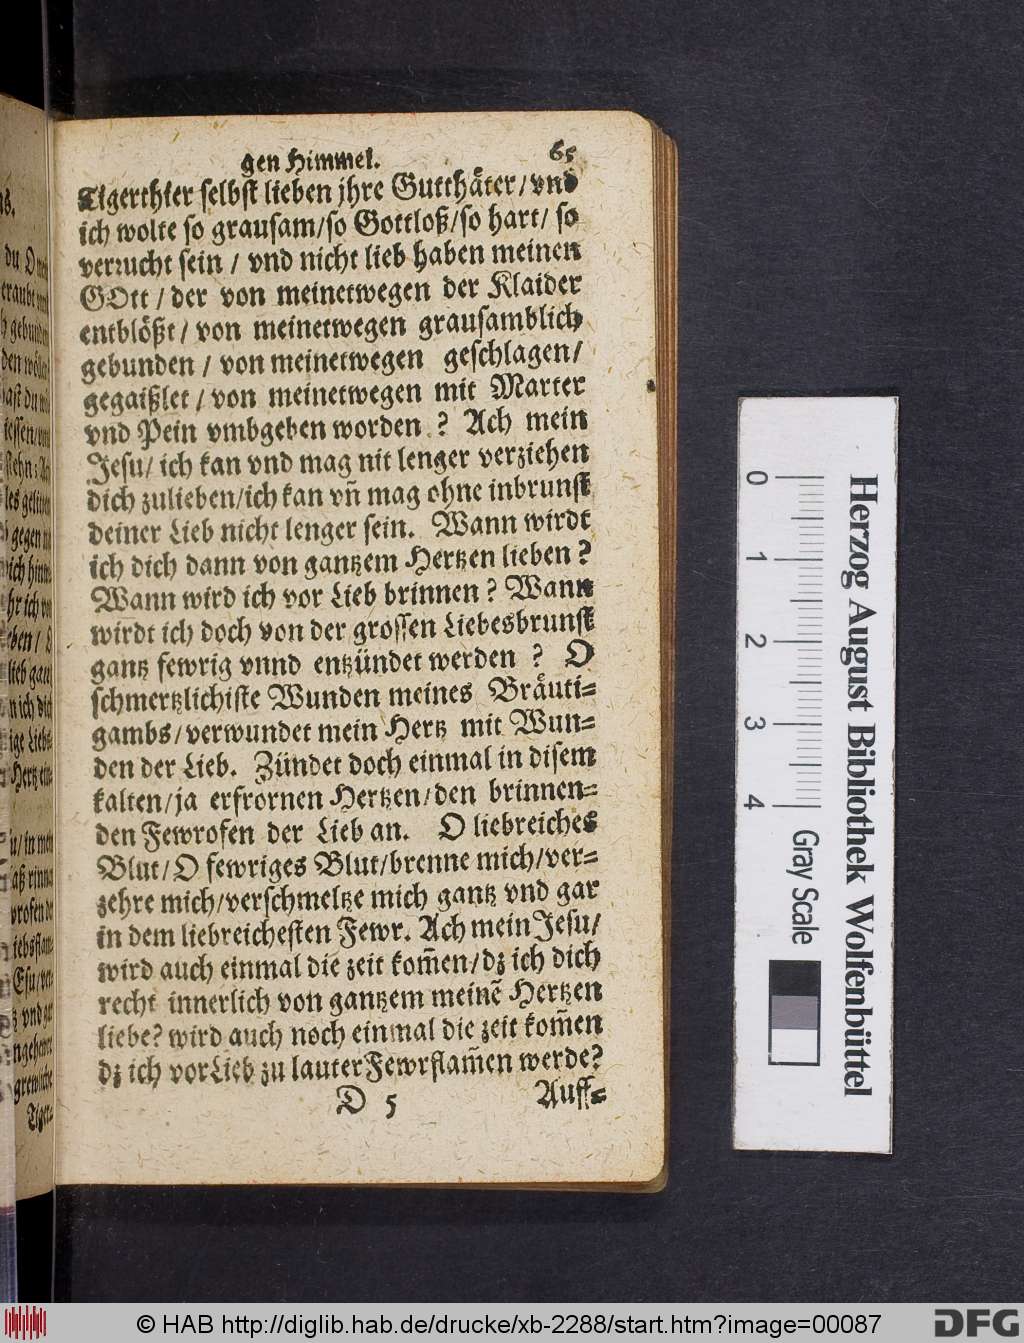 gen Himmel. 65
Tigerthier selbst lieben jhre Gutthäter/vnd
ich wolte so grausam/so Gottloß/so hart/ so
verrucht sein / vnd nicht lieb haben meinen
GOtt / der von meinetwegen der Klaider
entblößt / von meinetwegen grausamblich
gebunden / von meinetwegen geschlagen/
gegaißlet / von meinetwegen mit Marter
vnd Pein vmbgeben worden ? Ach mein
Jesu/ ich kan vnd mag nit lenger verziehen
dich zulieben/ich kan vñ mag ohne inbrunst
deiner Lieb nicht lenger sein. Wann wirdt
ich dich dann von gantzem Hertzen lieben ?
Wann wird ich vor Lieb brinnen ? Wann
wirdt ich doch von der grossen Liebesbrunst
gantz fewrig vnnd entzündet werden ? O
schmertzlichiste Wunden meines Bräuti=
gambs/verwundet mein Hertz mit Wun=
den der Lieb. Zündet doch einmal in disem
kalten/ja erfrornen Hertzen/den brinnen=
den Fewrofen der Lieb an. O liebreiches
Blut/O fewriges Blut/brenne mich/ver=
zehre mich/verschmeltze mich gantz vnd gar
in dem liebreichesten Fewr. Ach mein Jesu/
wird auch einmal die zeit kom̃en/dz ich dich
recht innerlich von gantzem meinẽ Hertzen
liebe? wird auch noch einmal die zeit kom̃en
dz ich vor Lieb zu lauter Fewrflam̃en werde?
D 5 Auff=
0 1 2 3 4
Gray Scale
Herzog August Bibliothek Wolfenbüttel
© HAB http://diglib.hab.de/drucke/xb-2288/start.htm?image=00087
DFG